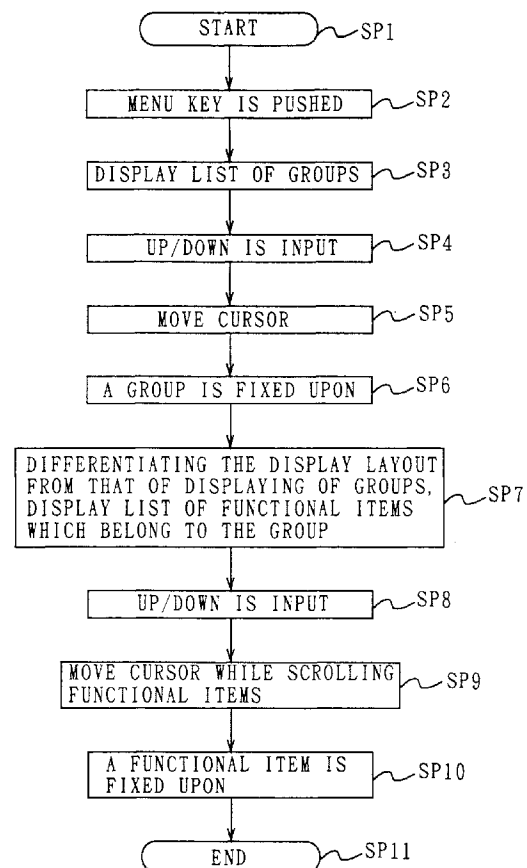 START
SP1
MENU KEY IS PUSHED
SP2
DISPLAY LIST OF GROUPS
SP3
UP/DOWN IS INPUT
SP4
MOVE CURSOR
SP5
A GROUP IS FIXED UPON
SP6
DIFFERENTIATING THE DISPLAY LAYOUT
FROM THAT OF DISPLAYING OF GROUPS,
DISPLAY LIST OF FUNCTIONAL ITEMS
WHICH BELONG TO THE GROUP
SP7
UP/DOWN IS INPUT
SP8
MOVE CURSOR WHILE SCROLLING
FUNCTIONAL ITEMS
SP9
A FUNCTIONAL ITEM IS
FIXED UPON
SP10
END
SP11